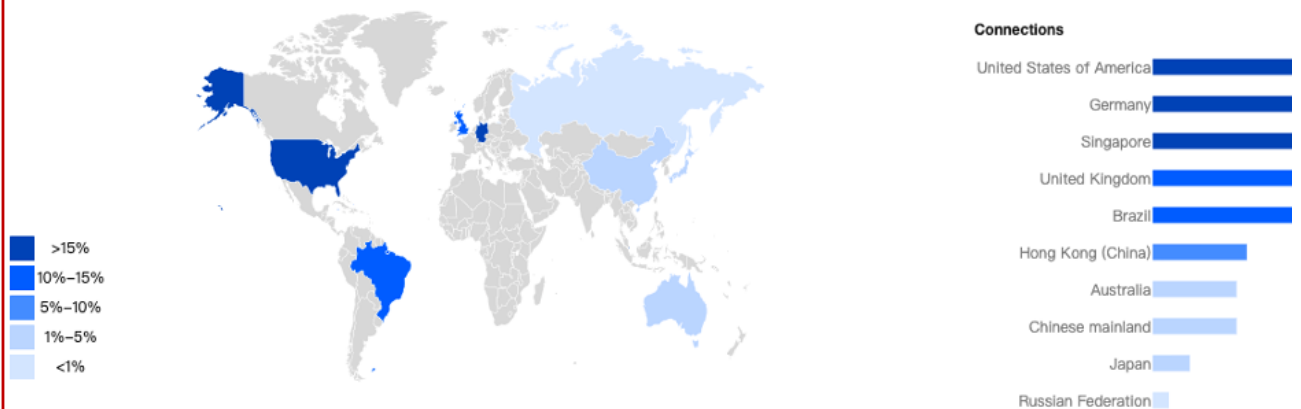 >15%
10%–15%
5%–10%
1%–5%
<1%
Connections
United States of America
Germany
Singapore
United Kingdom
Brazil
Hong Kong (China)
Australia
Chinese mainland
Japan
Russian Federation